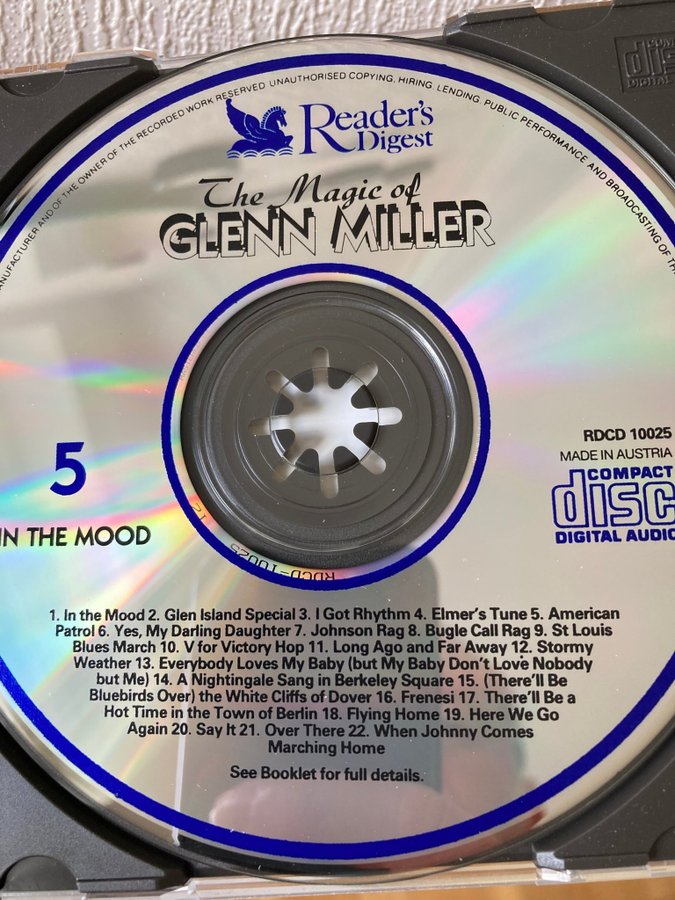 MANUFACTURER AND OF THE OWNER OF THE RECORDED WORK RESERVED UNAUTHORISED COPYING, HIRING, LENDING PUBLIC PERFORMANCE AND BROADCASTING OF
Reader's
Digest
The Magic of
GLENN MILLER
5
IN THE MOOD
RDCD 10025
MADE IN AUSTRIA
COMPACT
disc
DIGITAL AUDIO
RDCD-10025 12
1. In the Mood 2. Glen Island Special 3. I Got Rhythm 4. Elmer's Tune 5. American
Patrol 6. Yes, My Darling Daughter 7. Johnson Rag 8. Bugle Call Rag 9. St Louis
Blues March 10. V for Victory Hop 11. Long Ago and Far Away 12. Stormy
Weather 13. Everybody Loves My Baby (but My Baby Don't Love Nobody
but Me) 14. A Nightingale Sang in Berkeley Square 15. (There'll Be
Bluebirds Over) the White Cliffs of Dover 16. Frenesi 17. There'll Be a
Hot Time in the Town of Berlin 18. Flying Home 19. Here We Go
Again 20. Say It 21. Over There 22. When Johnny Comes
Marching Home
See Booklet for full details.